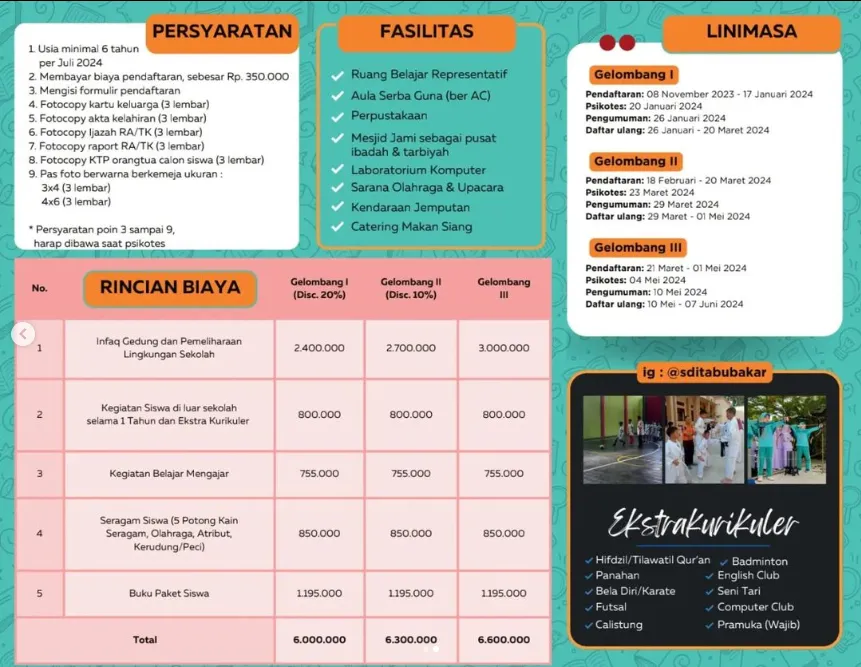 PERSYARATAN
1. Usia minimal 6 tahun
per Juli 2024
2. Membayar biaya pendaftaran, sebesar Rp. 350.000
3. Mengisi formulir pendaftaran
4. Fotocopy kartu keluarga (3 lembar)
5. Fotocopy akta kelahiran (3 lembar)
6. Fotocopy Ijazah RA/TK (3 lembar)
7. Fotocopy raport RA/TK (3 lembar)
8. Fotocopy KTP orangtua calon siswa (3 lembar)
9. Pas foto berwarna berkemeja ukuran :
3x4 (3 lembar)
4x6 (3 lembar)
* Persyaratan poin 3 sampai 9,
harap dibawa saat psikotes
FASILITAS
Ruang Belajar Representatif
Aula Serba Guna (ber AC)
Perpustakaan
Mesjid Jami sebagai pusat
ibadah & tarbiyah
Laboratorium Komputer
Sarana Olahraga & Upacara
Kendaraan Jemputan
Catering Makan Siang
LINIMASA
Gelombang I
Pendaftaran: 08 November 2023 - 17 Januari 2024
Psikotes: 20 Januari 2024
Pengumuman: 26 Januari 2024
Daftar ulang: 26 Januari - 20 Maret 2024
Gelombang II
Pendaftaran: 18 Februari - 20 Maret 2024
Psikotes: 23 Maret 2024
Pengumuman: 29 Maret 2024
Daftar ulang: 29 Maret - 01 Mei 2024
Gelombang III
Pendaftaran: 21 Maret - 01 Mei 2024
Psikotes: 04 Mei 2024
Pengumuman: 10 Mei 2024
Daftar ulang: 10 Mei - 07 Juni 2024
No. RINCIAN BIAYA Gelombang I (Disc. 20%) Gelombang II (Disc. 10%) Gelombang III
1 Infaq Gedung dan Pemeliharaan Lingkungan Sekolah 2.400.000 2.700.000 3.000.000
2 Kegiatan Siswa di luar sekolah selama 1 Tahun dan Ekstra Kurikuler 800.000 800.000 800.000
3 Kegiatan Belajar Mengajar 755.000 755.000 755.000
4 Seragam Siswa (5 Potong Kain Seragam, Olahraga, Atribut, Kerudung/Peci) 850.000 850.000 850.000
5 Buku Paket Siswa 1.195.000 1.195.000 1.195.000
Total 6.000.000 6.300.000 6.600.000
ig : @sditabubakar
Ekstrakurikuler
Hifdzil/Tilawatil Qur'an
Panahan
Bela Diri/Karate
Futsal
Calistung
Badminton
English Club
Seni Tari
Computer Club
Pramuka (Wajib)